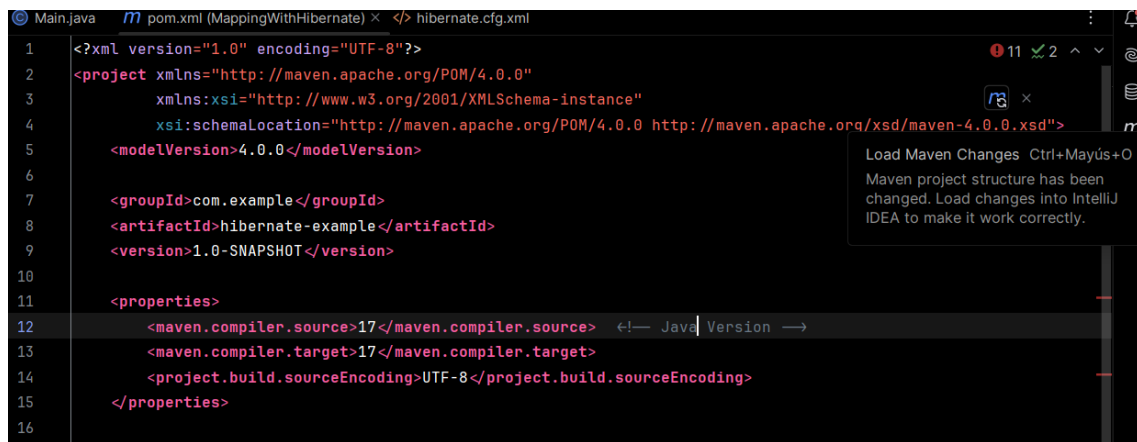 Main.java  pom.xml (MappingWithHibernate)  hibernate.cfg.xml
1 <?xml version="1.0" encoding="UTF-8"?>
11 2
2 <project xmlns="http://maven.apache.org/POM/4.0.0"
3 xmlns:xsi="http://www.w3.org/2001/XMLSchema-instance"
4 xsi:schemaLocation="http://maven.apache.org/POM/4.0.0 http://maven.apache.org/xsd/maven-4.0.0.xsd">
5 <modelVersion>4.0.0</modelVersion>
6
7 <groupId>com.example</groupId>
8 <artifactId>hibernate-example</artifactId>
9 <version>1.0-SNAPSHOT</version>
10
11 <properties>
12 <maven.compiler.source>17</maven.compiler.source> <!-- Java Version -->
13 <maven.compiler.target>17</maven.compiler.target>
14 <project.build.sourceEncoding>UTF-8</project.build.sourceEncoding>
15 </properties>
16
Load Maven Changes Ctrl+Mayús+O
Maven project structure has been
changed. Load changes into IntelliJ
IDEA to make it work correctly.